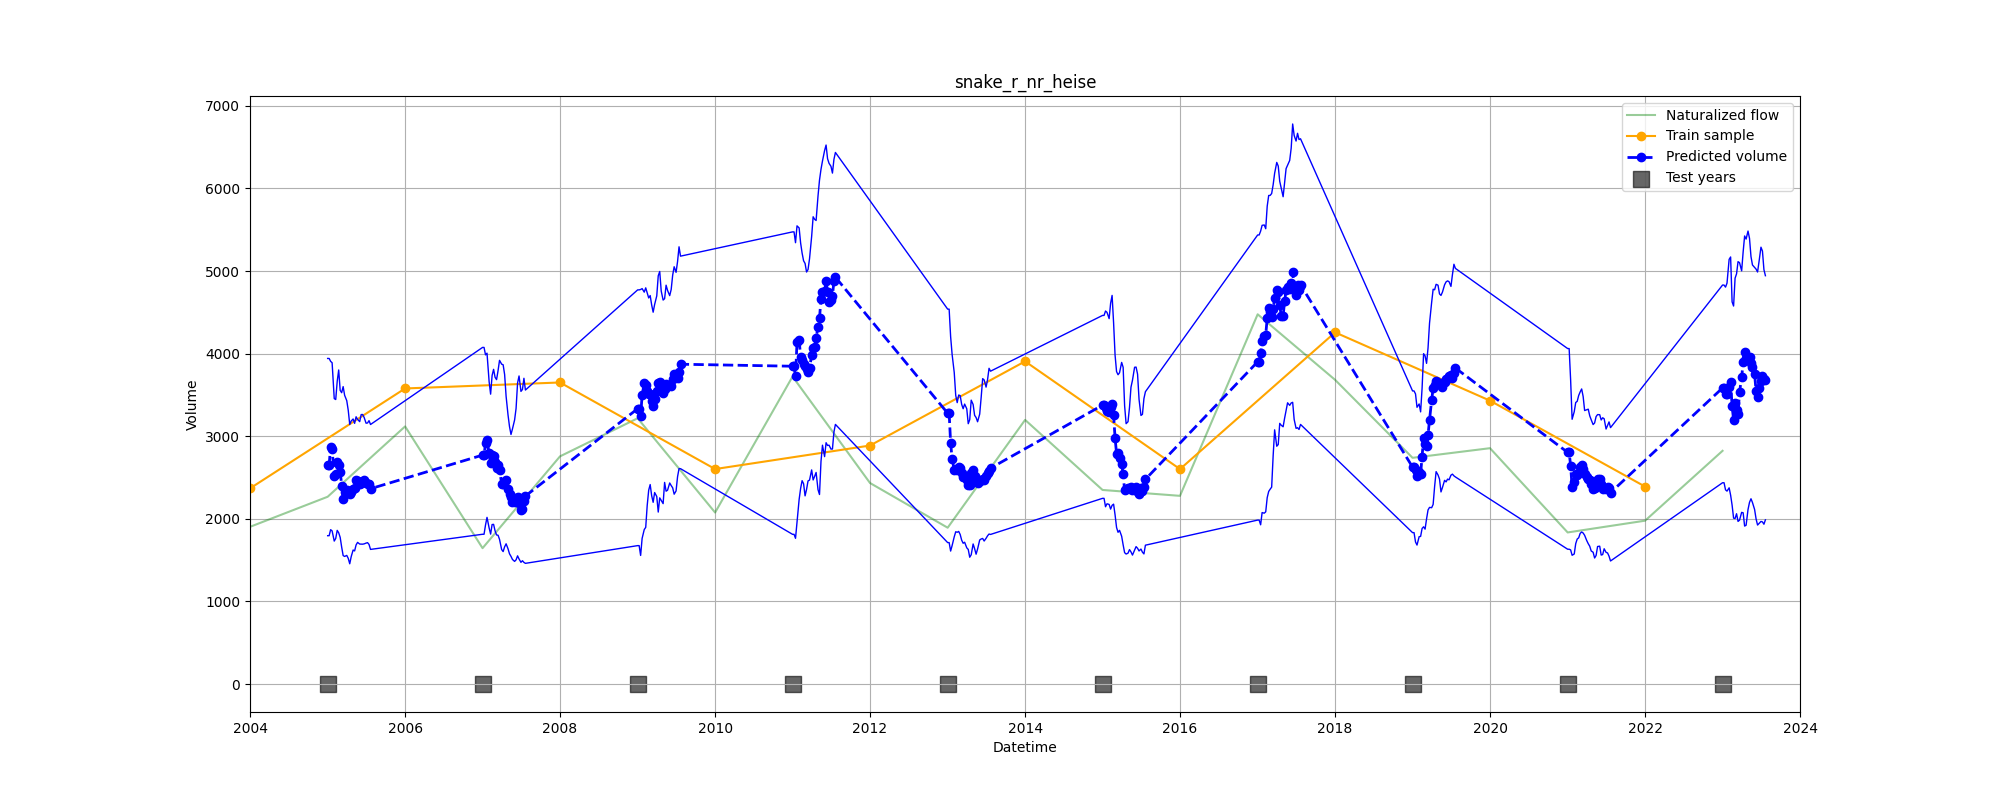 snake_r_nr_heise
7000
6000
5000
4000
3000
2000
1000
0
Volume
Naturalized flow
Train sample
Predicted volume
Test years
2004 2006 2008 2010 2012 2014 2016 2018 2020 2022 2024
Datetime